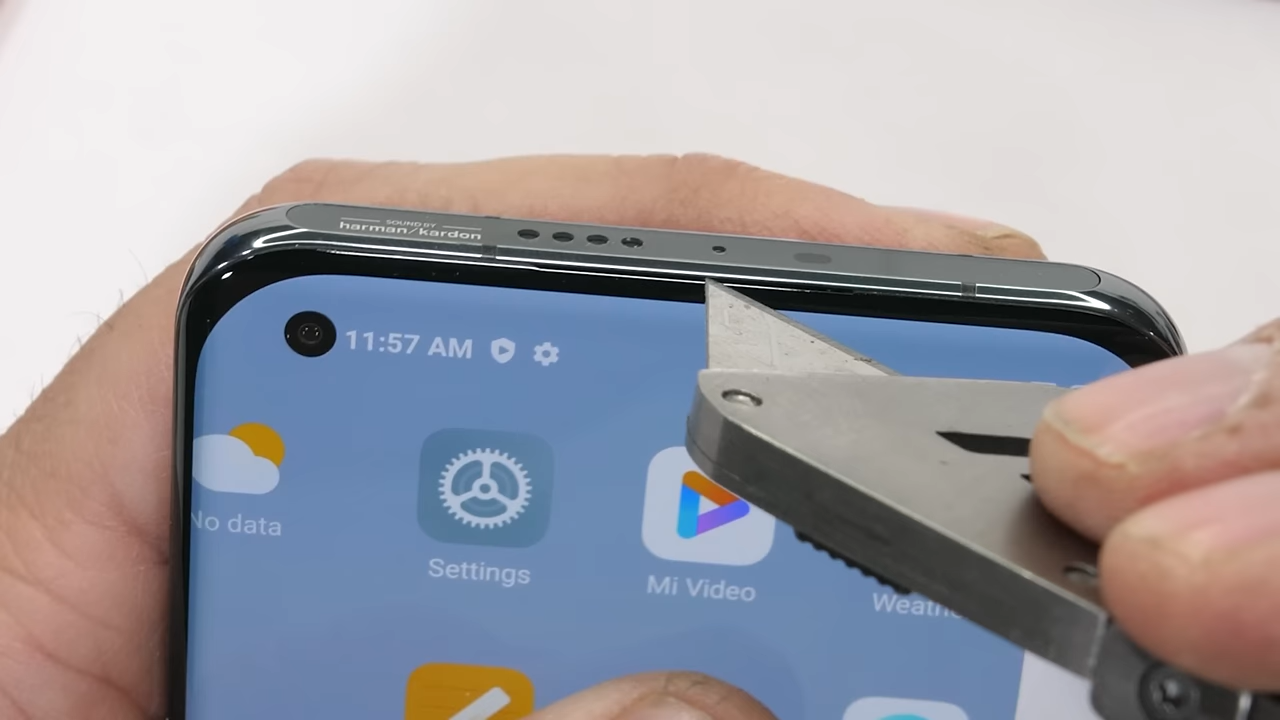 SOUND BY
harman/kardon
11:57 AM
No data
Settings
Mi Video